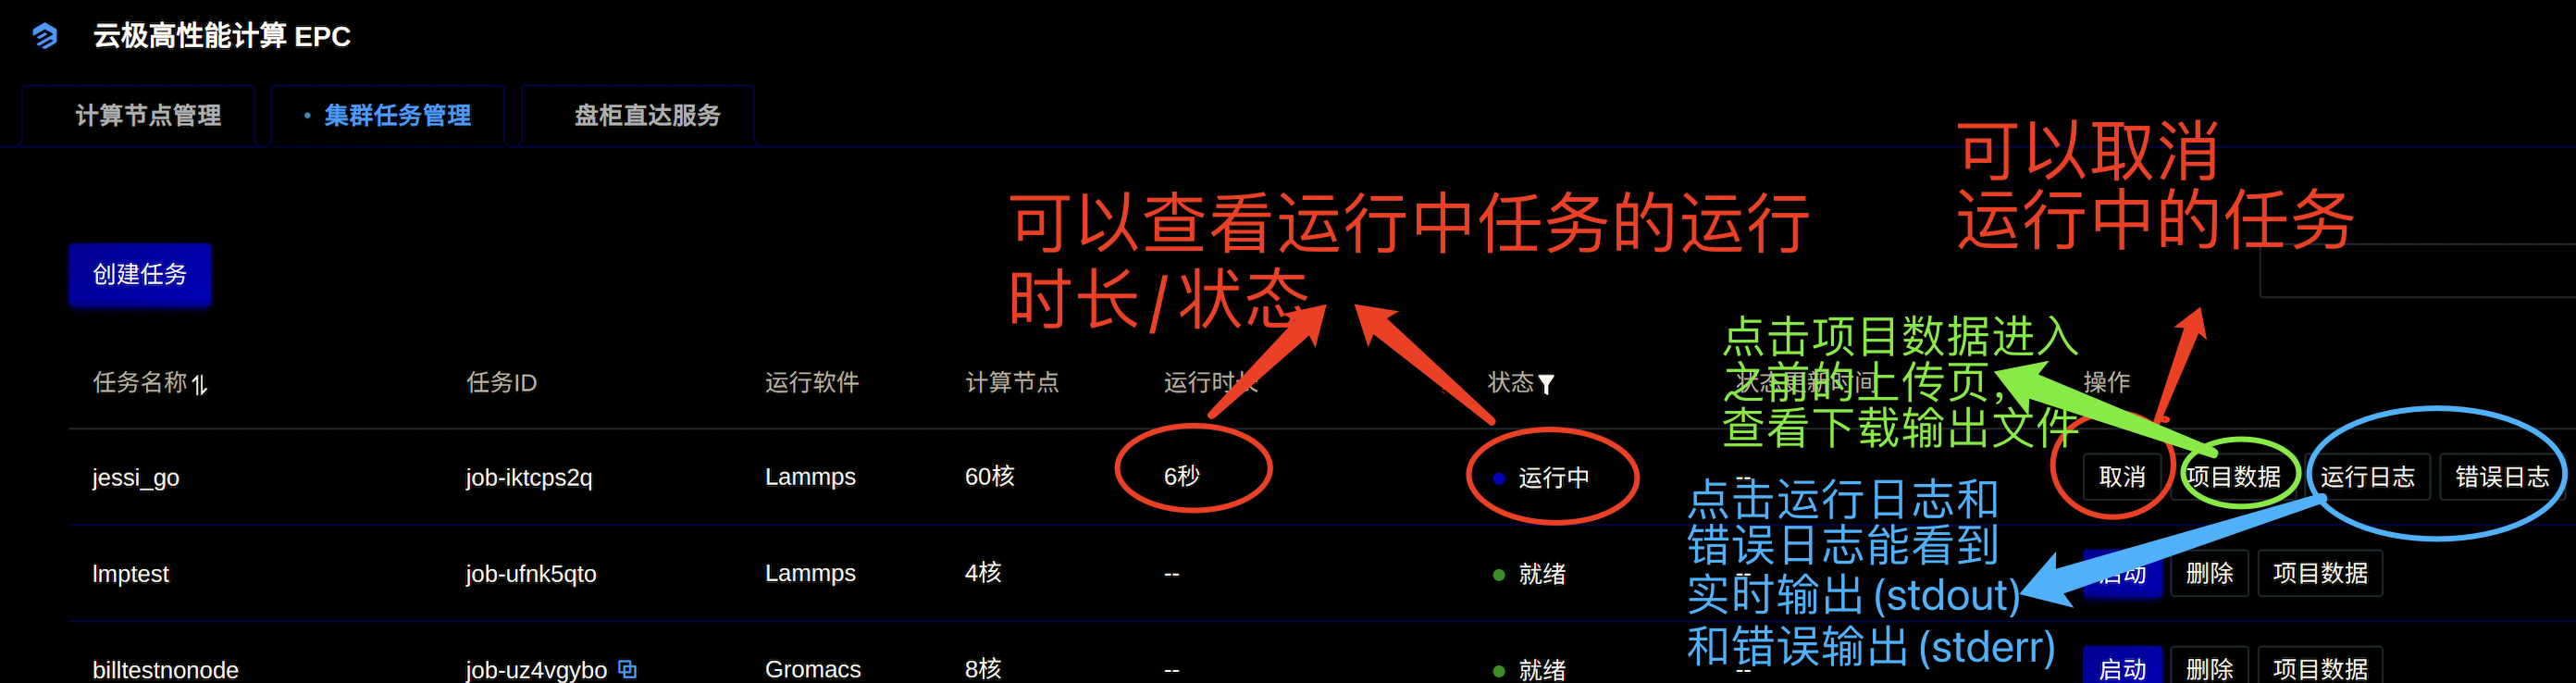 云极高性能计算 EPC
计算节点管理
• 集群任务管理
盘柜直达服务
可以取消
运行中的任务
可以查看运行中任务的运行
时长/状态
创建任务
点击项目数据进入
之前的上传页,
查看下载输出文件
任务名称 任务ID 运行软件 计算节点 运行时长 状态 状态更新时间 操作
jessi_go job-iktcps2q Lammps 60核 6秒 运行中 -- 取消 项目数据 运行日志 错误日志
点击运行日志和
错误日志能看到
实时输出(stdout)
和错误输出(stderr)
lmptest job-ufnk5qto Lammps 4核 -- 就绪 -- 启动 删除 项目数据
billtestnonode job-uz4vgybo Gromacs 8核 -- 就绪 -- 启动 删除 项目数据